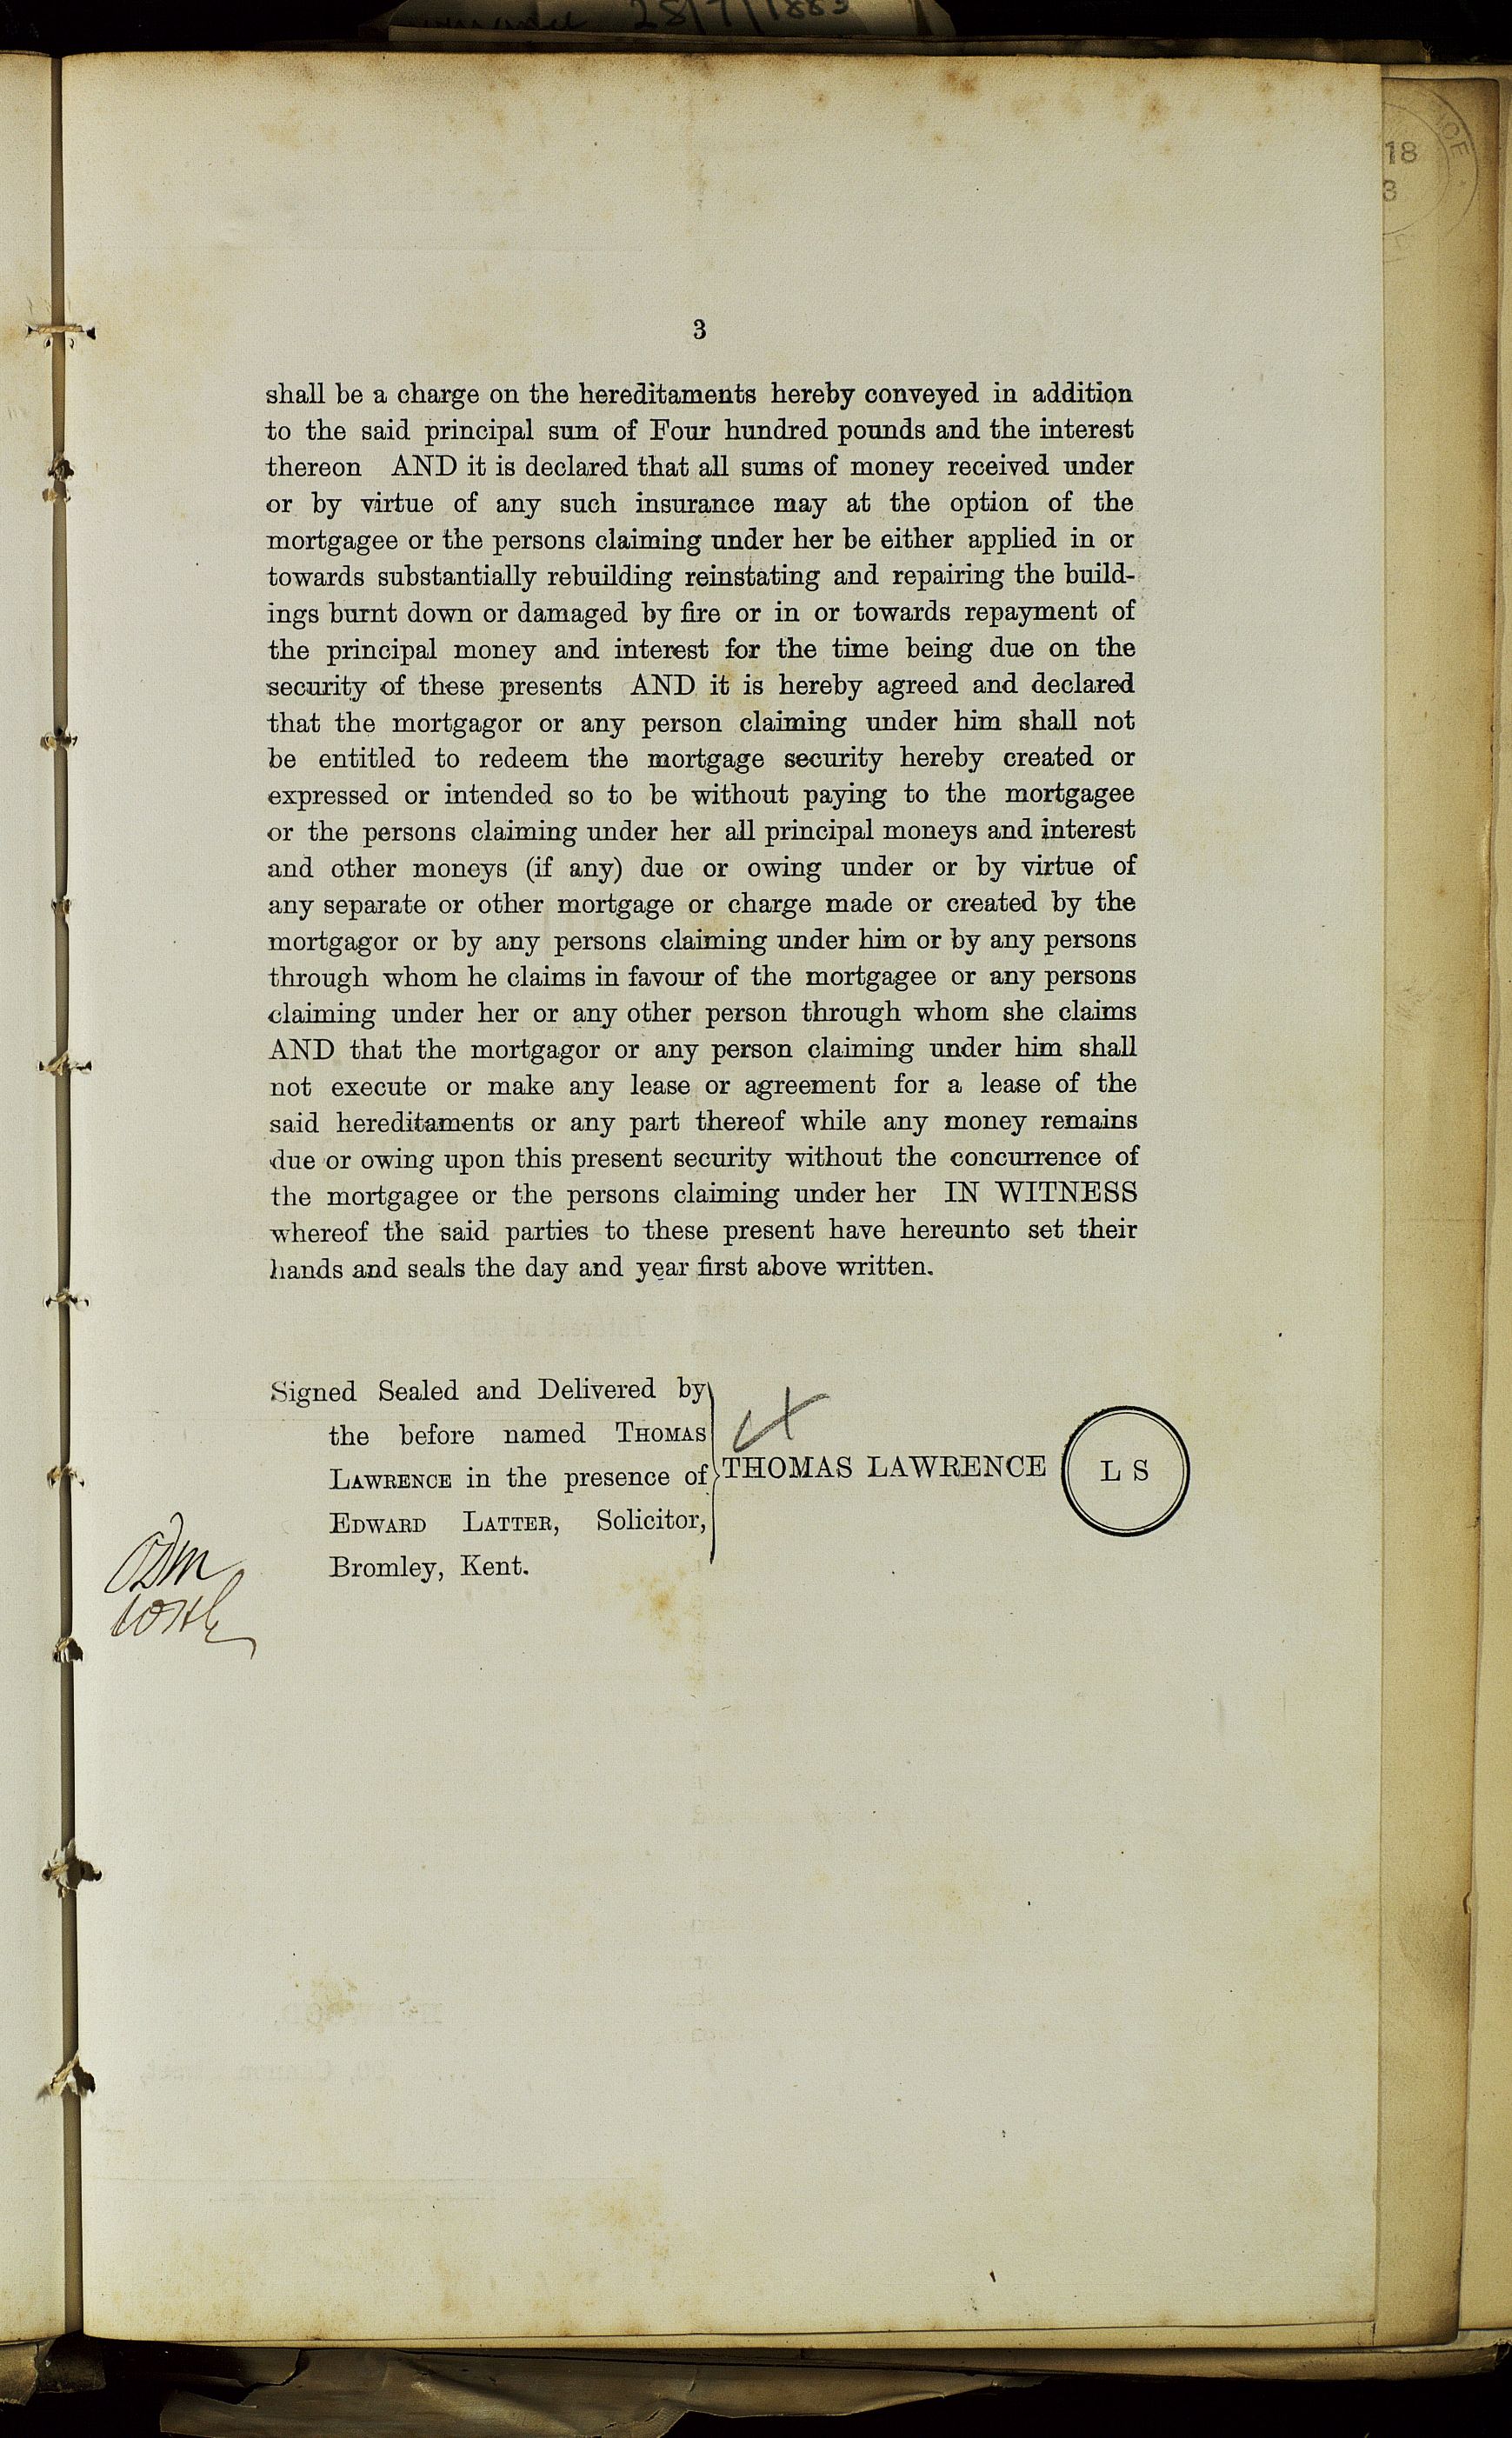 28/7/1883
18
3
3
shall be a charge on the hereditaments hereby conveyed in addition
to the said principal sum of Four hundred pounds and the interest
thereon AND it is declared that all sums of money received under
or by virtue of any such insurance may at the option of the
mortgagee or the persons claiming under her be either applied in or
towards substantially rebuilding reinstating and repairing the build-
ings burnt down or damaged by fire or in or towards repayment of
the principal money and interest for the time being due on the
security of these presents AND it is hereby agreed and declared
that the mortgagor or any person claiming under him shall not
be entitled to redeem the mortgage security hereby created or
expressed or intended so to be without paying to the mortgagee
or the persons claiming under her all principal moneys and interest
and other moneys (if any) due or owing under or by virtue of
any separate or other mortgage or charge made or created by the
mortgagor or by any persons claiming under him or by any persons
through whom he claims in favour of the mortgagee or any persons
claiming under her or any other person through whom she claims
AND that the mortgagor or any person claiming under him shall
not execute or make any lease or agreement for a lease of the
said hereditaments or any part thereof while any money remains
due or owing upon this present security without the concurrence of
the mortgagee or the persons claiming under her IN WITNESS
whereof the said parties to these present have hereunto set their
hands and seals the day and year first above written.
Signed Sealed and Delivered by
the before named THOMAS
LAWRENCE in the presence of
EDWARD LATTER, Solicitor,
Bromley, Kent.
THOMAS LAWRENCE
L S